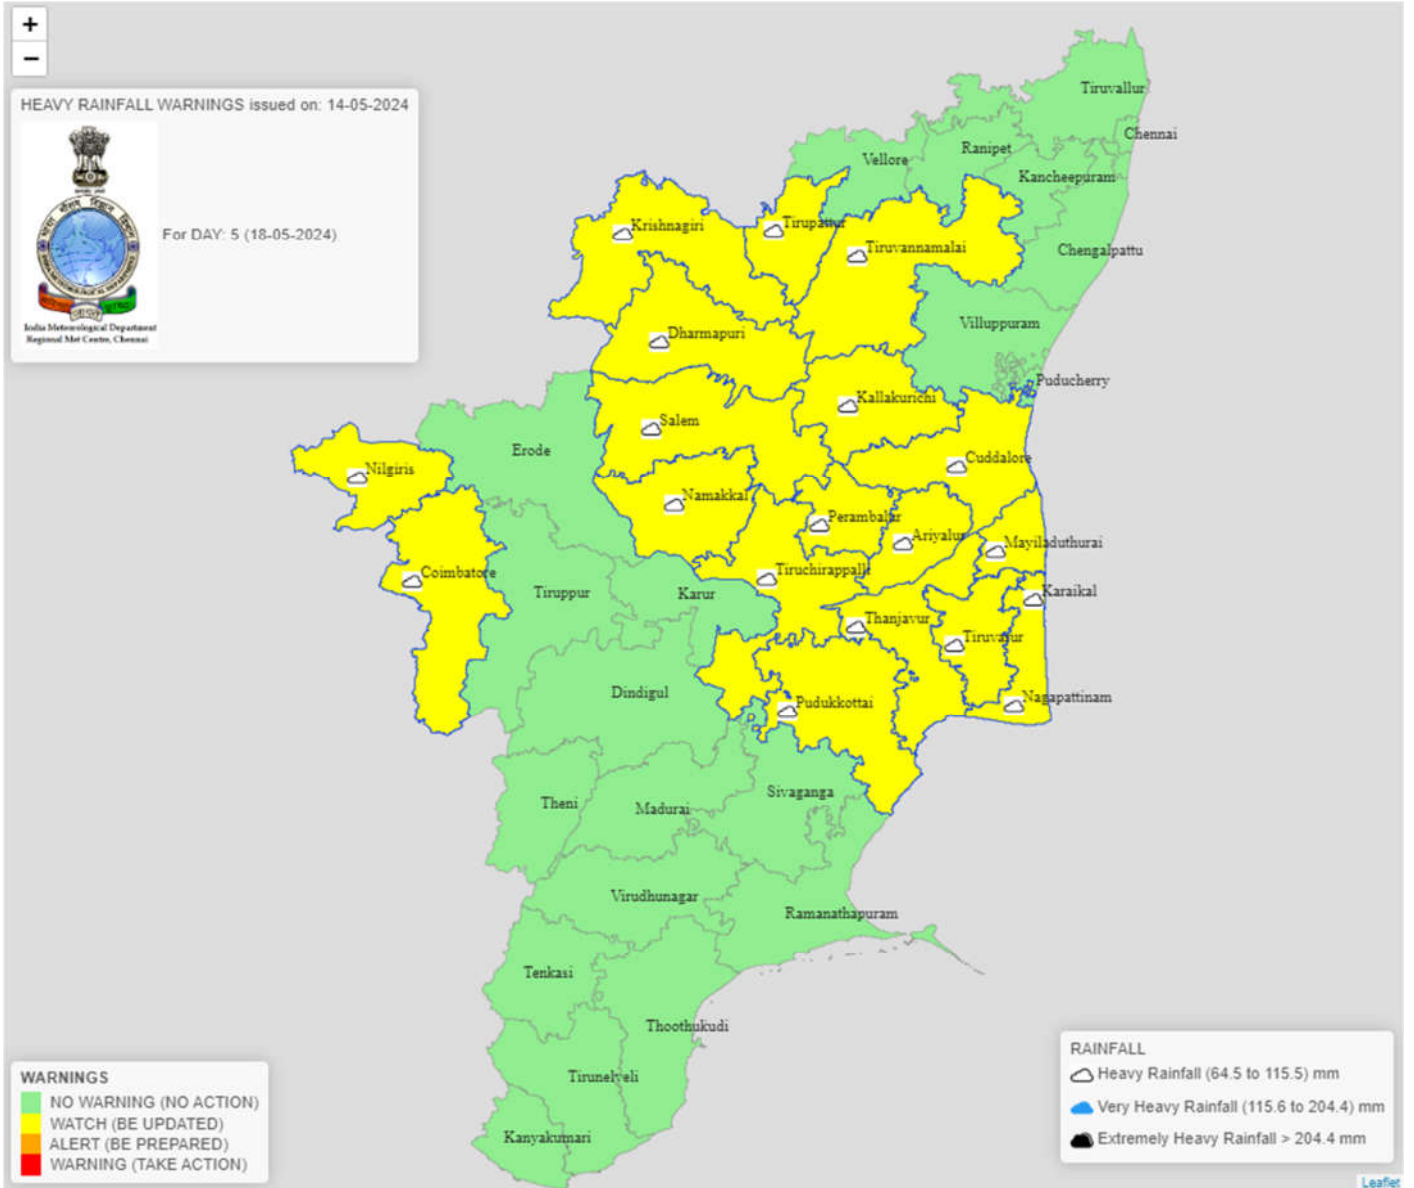 +
−
HEAVY RAINFALL WARNINGS issued on: 14-05-2024
India Meteorological Department
Regional Met Centre, Chennai
For DAY: 5 (18-05-2024)
Tiruvallur
Chennai
Ranipet
Vellore
Kancheepuram
Krishnagiri
Tirupattur
Tiruvannamalai
Chengalpattu
Villuppuram
Dharmapuri
Puducherry
Kallakurichi
Salem
Erode
Cuddalore
Nilgiris
Namakkal
Perambalur
Ariyalur
Mayiladuthurai
Coimbatore
Tiruchirappalli
Tiruppur
Karur
Karaikal
Thanjavur
Tiruvarur
Dindigul
Pudukkottai
Nagapattinam
Sivaganga
Theni
Madurai
Virudhunagar
Ramanathapuram
Tenkasi
Thoothukudi
Tirunelveli
Kanyakumari
WARNINGS
NO WARNING (NO ACTION)
WATCH (BE UPDATED)
ALERT (BE PREPARED)
WARNING (TAKE ACTION)
RAINFALL
Heavy Rainfall (64.5 to 115.5) mm
Very Heavy Rainfall (115.6 to 204.4) mm
Extremely Heavy Rainfall > 204.4 mm
Leaflet